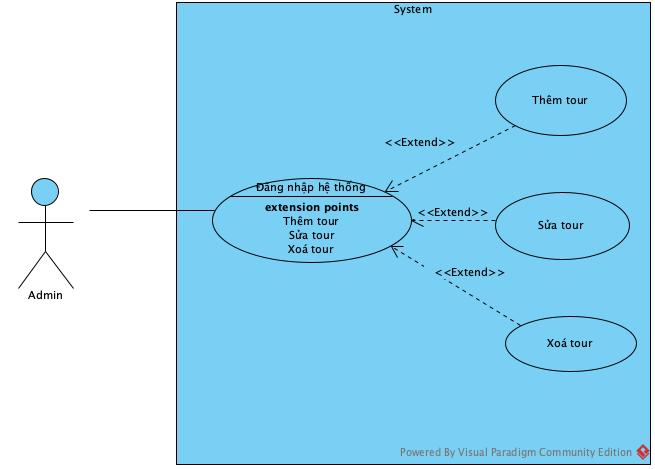 System
Thêm tour
<<Extend>>
Đăng nhập hệ thống
extension points
Thêm tour
Sửa tour
Xoá tour
<<Extend>>
Sửa tour
<<Extend>>
Admin
Xoá tour
Powered By Visual Paradigm Community Edition